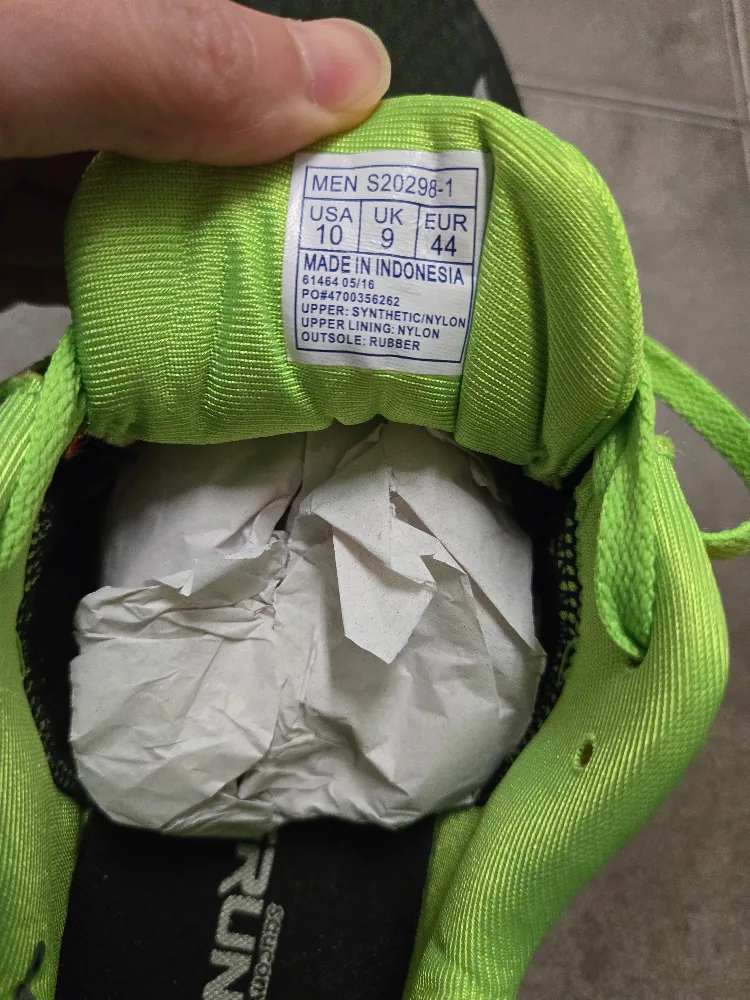 MEN S20298-1
USA UK EUR
10 9 44
MADE IN INDONESIA
61464 05/16
PO#4700356262
UPPER: SYNTHETIC/NYLON
UPPER LINING: NYLON
OUTSOLE: RUBBER
RUN